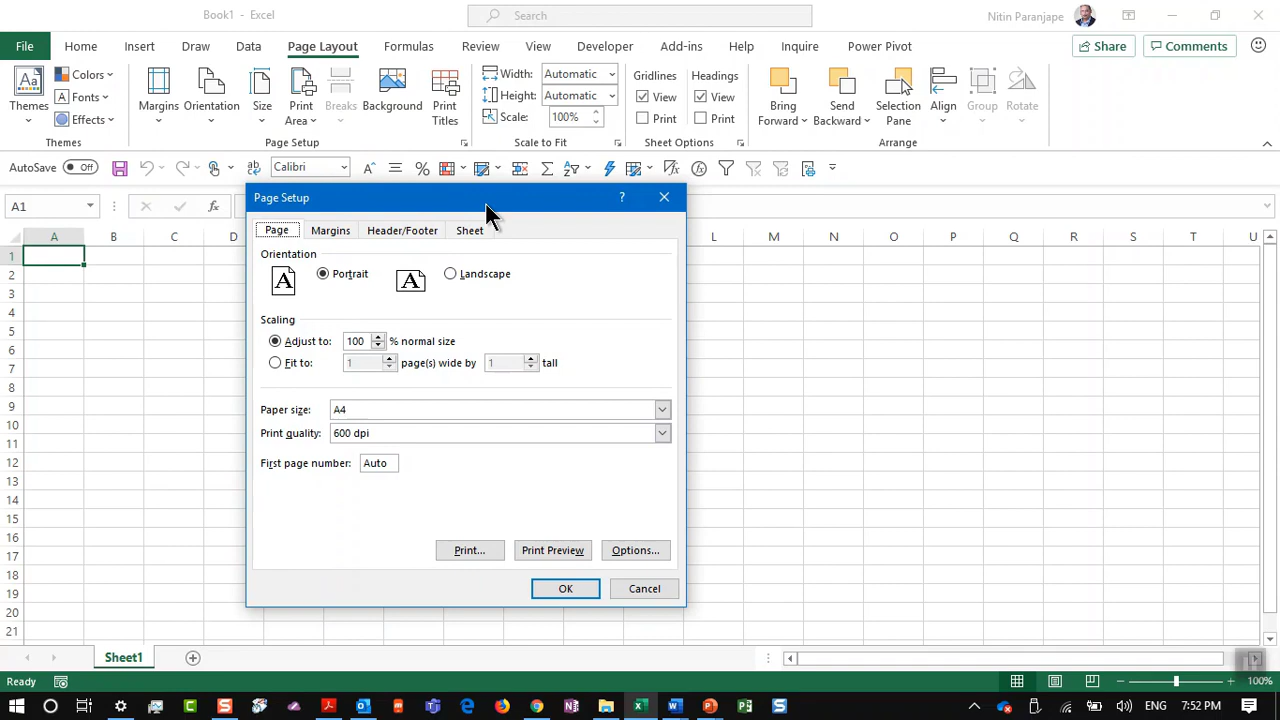 Book1 - Excel
Search
Nitin Paranjape
File Home Insert Draw Data Page Layout Formulas Review View Developer Add-ins Help Inquire Power Pivot Share Comments
Aa
Themes
Colors
Fonts
Effects
Themes
Margins
Orientation
Size
Print Area
Breaks
Background
Print Titles
Page Setup
Width: Automatic
Height: Automatic
Scale: 100%
Scale to Fit
Gridlines Headings
View View
Print Print
Sheet Options
Bring Forward
Send Backward
Selection Pane
Align
Group
Rotate
Arrange
AutoSave Off
Calibri
A1
fx
Page Setup
?
Page Margins Header/Footer Sheet
Orientation
A Portrait A Landscape
Scaling
Adjust to: 100 % normal size
Fit to: 1 page(s) wide by 1 tall
Paper size: A4
Print quality: 600 dpi
First page number: Auto
Print... Print Preview Options...
OK Cancel
A B C D L M N O P Q R S T U
1
2
3
4
5
6
7
8
9
10
11
12
13
14
15
16
17
18
19
20
21
Sheet1
Ready
100%
ENG 7:52 PM